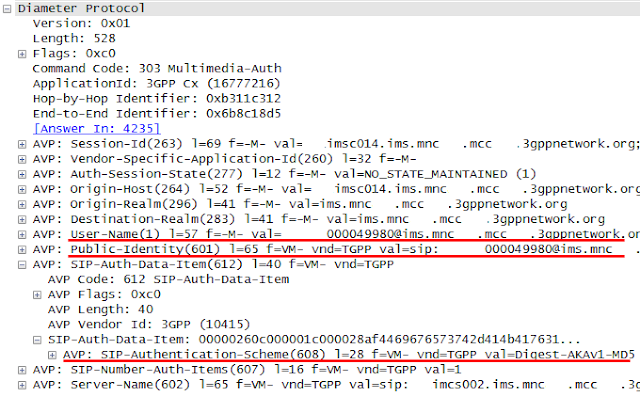 Diameter Protocol
Version: 0x01
Length: 528
Flags: 0xc0
Command Code: 303 Multimedia-Auth
ApplicationId: 3GPP Cx (16777216)
Hop-by-Hop Identifier: 0xb311c312
End-to-End Identifier: 0x6b8c18d5
[Answer In: 4235]
AVP: Session-Id(263) l=69 f=-M- val= imsc014.ims.mnc .mcc .3gppnetwork.org;
AVP: Vendor-Specific-Application-Id(260) l=32 f=-M-
AVP: Auth-Session-State(277) l=12 f=-M- val=NO_STATE_MAINTAINED (1)
AVP: Origin-Host(264) l=52 f=-M- val= imsc014.ims.mnc .mcc .3gppnetwork.org
AVP: Origin-Realm(296) l=41 f=-M- val=ims.mnc .mcc .3gppnetwork.org
AVP: Destination-Realm(283) l=41 f=-M- val=ims.mnc .mcc .3gppnetwork.org
AVP: User-Name(1) l=57 f=-M- val= 000049980@ims.mnc .mcc .3gppnetwork.or
AVP: Public-Identity(601) l=65 f=VM- vnd=TGPP val=sip: 000049980@ims.mnc .
AVP: SIP-Auth-Data-Item(612) l=40 f=VM- vnd=TGPP
AVP Code: 612 SIP-Auth-Data-Item
AVP Flags: 0xc0
AVP Length: 40
AVP Vendor Id: 3GPP (10415)
SIP-Auth-Data-Item: 00000260c000001c000028af4469676573742d414b417631...
AVP: SIP-Authentication-Scheme(608) l=28 f=VM- vnd=TGPP val=Digest-AKAv1-MD5
AVP: SIP-Number-Auth-Items(607) l=16 f=VM- vnd=TGPP val=1
AVP: Server-Name(602) l=65 f=VM- vnd=TGPP val=sip: imcs002.ims.mnc .mcc .3g